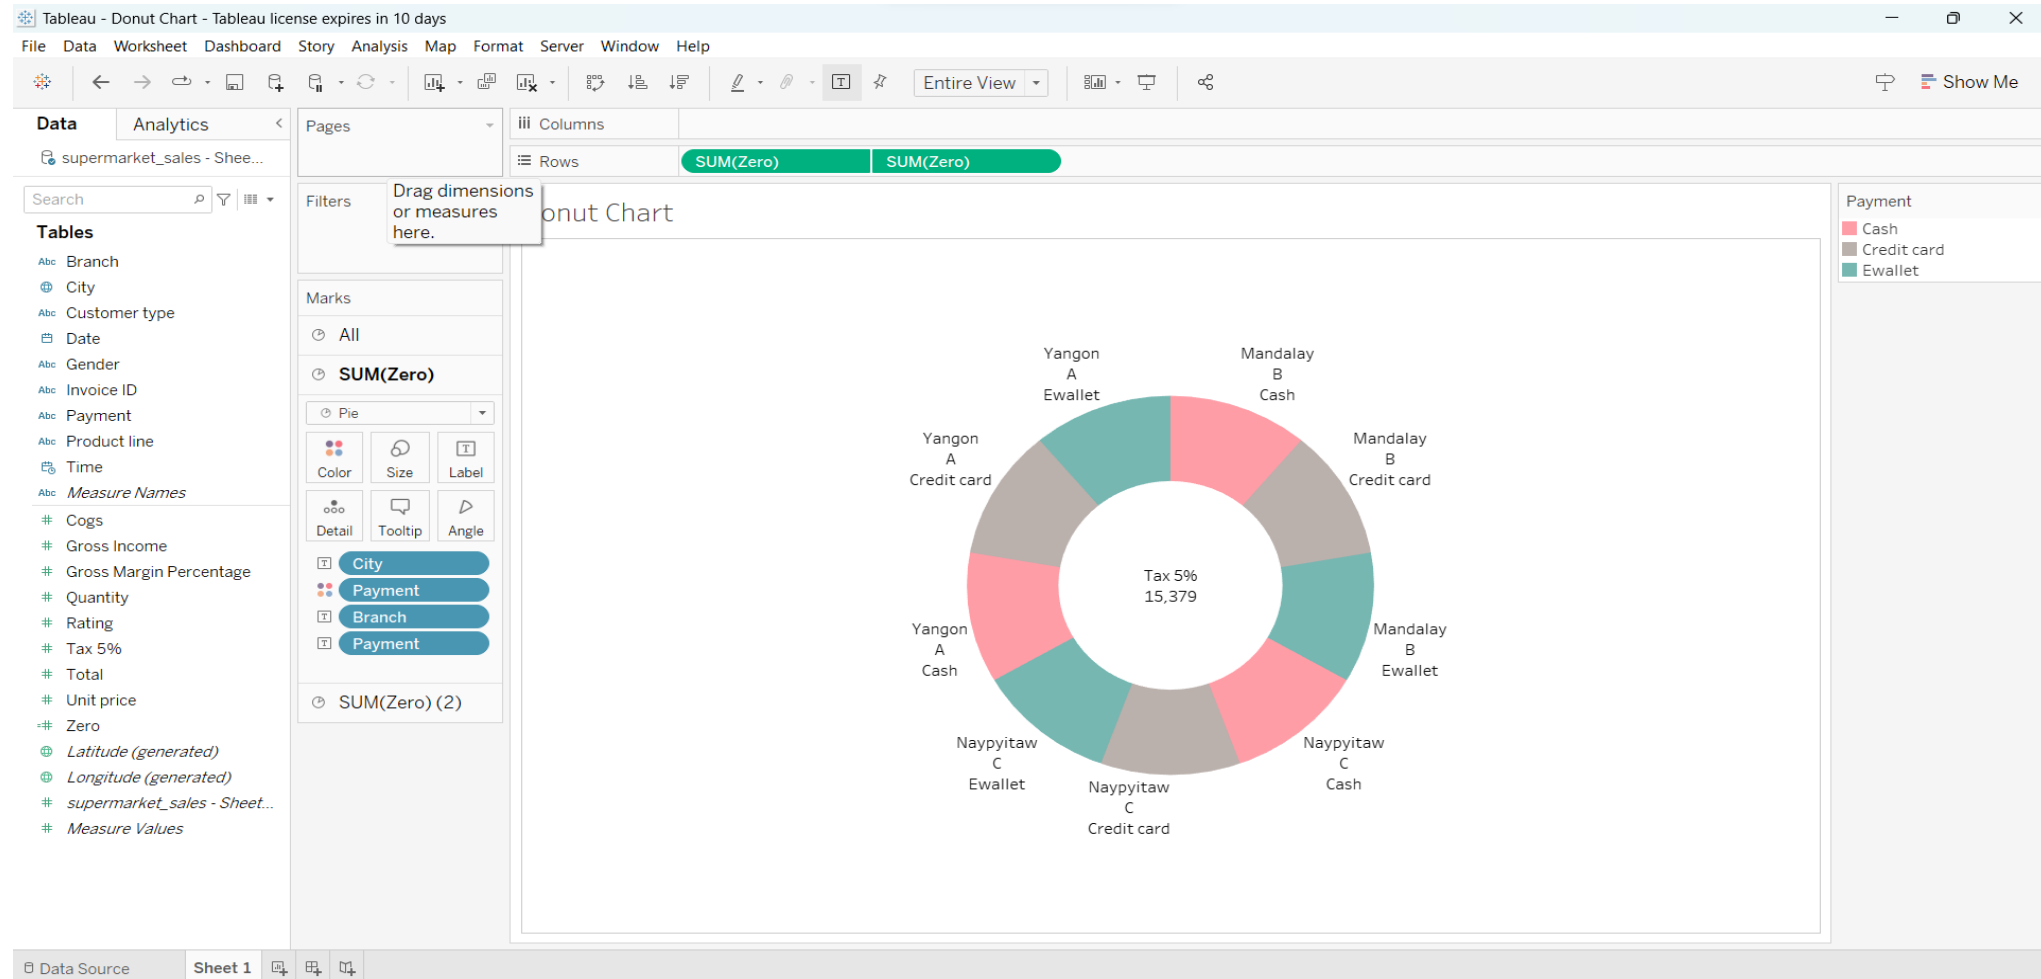 Tableau - Donut Chart - Tableau license expires in 10 days
File Data Worksheet Dashboard Story Analysis Map Format Server Window Help
Entire View
Show Me
Data
Analytics
supermarket_sales - Shee...
Search
Tables
Abc Branch
City
Abc Customer type
Date
Abc Gender
Abc Invoice ID
Abc Payment
Abc Product line
Time
Abc Measure Names
# Cogs
# Gross Income
# Gross Margin Percentage
# Quantity
# Rating
# Tax 5%
# Total
# Unit price
=# Zero
Latitude (generated)
Longitude (generated)
# supermarket_sales - Sheet...
# Measure Values
Pages
Drag dimensions
or measures
here.
Filters
Marks
All
SUM(Zero)
Pie
Color Size Label
Detail Tooltip Angle
City
Payment
Branch
Payment
SUM(Zero) (2)
iii Columns
Rows
SUM(Zero) SUM(Zero)
onut Chart
Yangon
A
Ewallet
Mandalay
B
Cash
Yangon
A
Credit card
Mandalay
B
Credit card
Tax 5%
15,379
Yangon
A
Cash
Mandalay
B
Ewallet
Naypyitaw
C
Ewallet
Naypyitaw
C
Credit card
Naypyitaw
C
Cash
Payment
Cash
Credit card
Ewallet
Data Source
Sheet 1